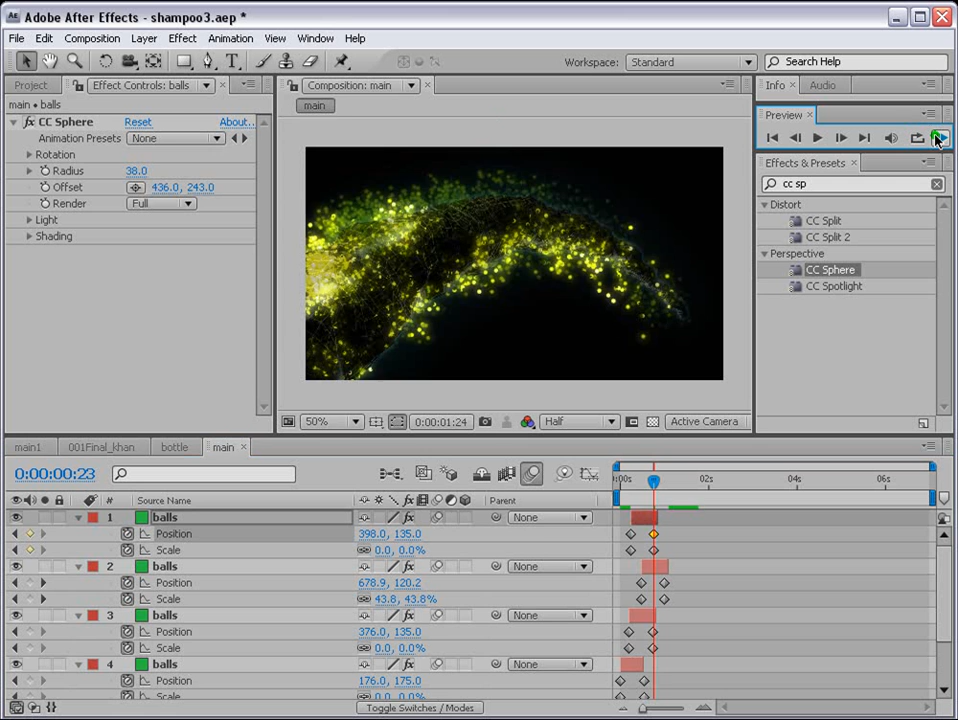 Adobe After Effects - shampoo3.aep *
File Edit Composition Layer Effect Animation View Window Help
Workspace: Standard Search Help
Project Effect Controls: balls Composition: main Info Audio
main • balls main
CC Sphere Reset About..
Animation Presets None
Rotation
Radius 38.0
Offset 436.0, 243.0
Render Full
Light
Shading
Preview
Effects & Presets
cc sp
Distort
CC Split
CC Split 2
Perspective
CC Sphere
CC Spotlight
50% 0:00:01:24 Half Active Camera
main1 001Final_khan bottle main
0:00:00:23
:00s 02s 04s 06s
# Source Name Parent
1 balls None
Position 398.0, 135.0
Scale 0.0, 0.0%
2 balls None
Position 678.9, 120.2
Scale 43.8, 43.8%
3 balls None
Position 376.0, 135.0
Scale 0.0, 0.0%
4 balls None
Position 176.0, 175.0
Scale 0.0, 0.0%
Toggle Switches / Modes